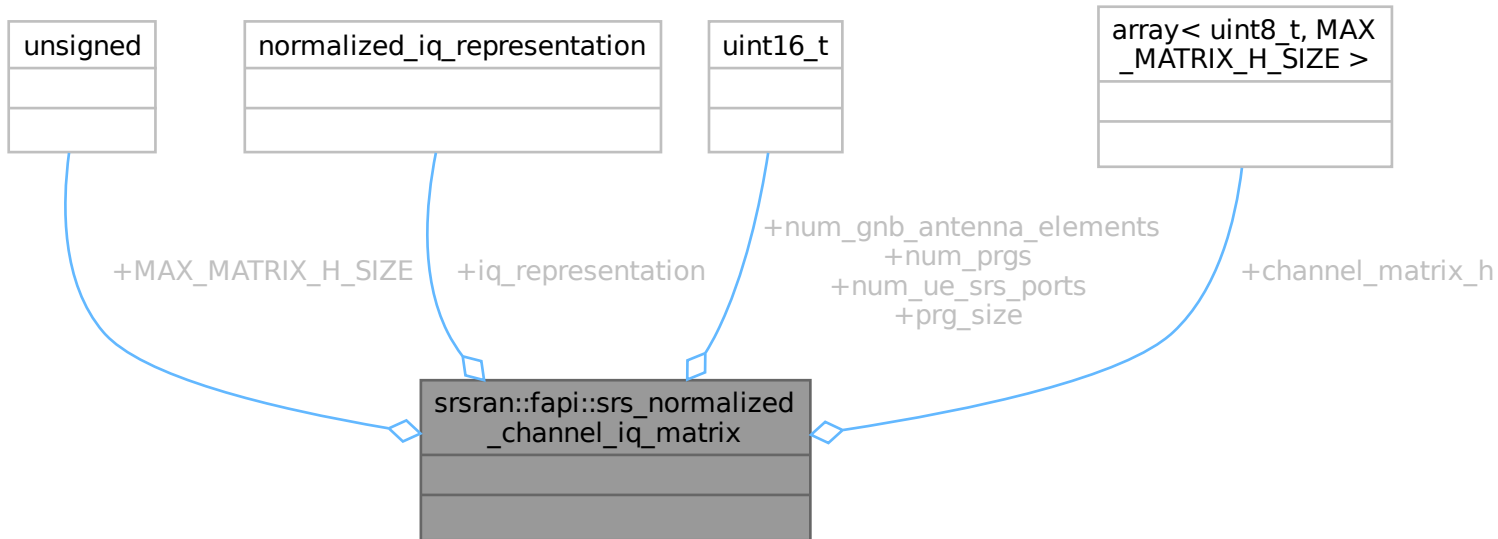 unsigned
normalized_iq_representation
uint16_t
array< uint8_t, MAX
_MATRIX_H_SIZE >
+MAX_MATRIX_H_SIZE
+iq_representation
+num_gnb_antenna_elements
+num_prgs
+num_ue_srs_ports
+prg_size
+channel_matrix_h
srsran::fapi::srs_normalized
_channel_iq_matrix